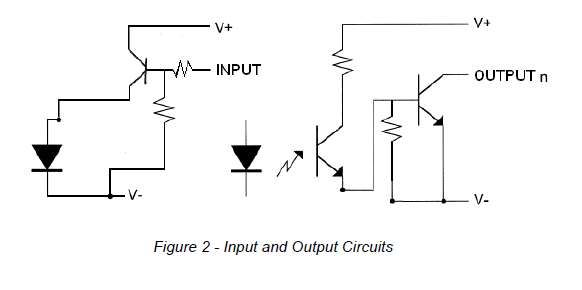 V+
INPUT
V-
V+
OUTPUT n
V-
Figure 2 - Input and Output Circuits